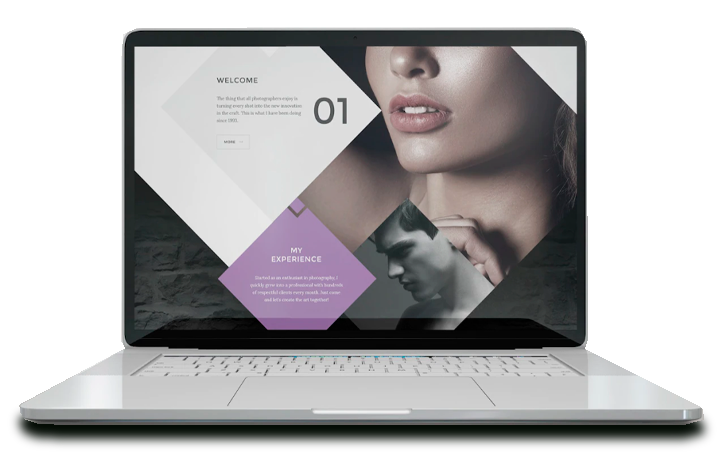 WELCOME
The thing that all photographers enjoy is
turning every shot into the new innovation
in the craft. This is what I have been doing
since 2002.
01
MORE
MY
EXPERIENCE
Started as an enthusiast in photography, I
quickly grew into a professional with hundreds
of respectful clients every month. Just come
and let's create the art together!